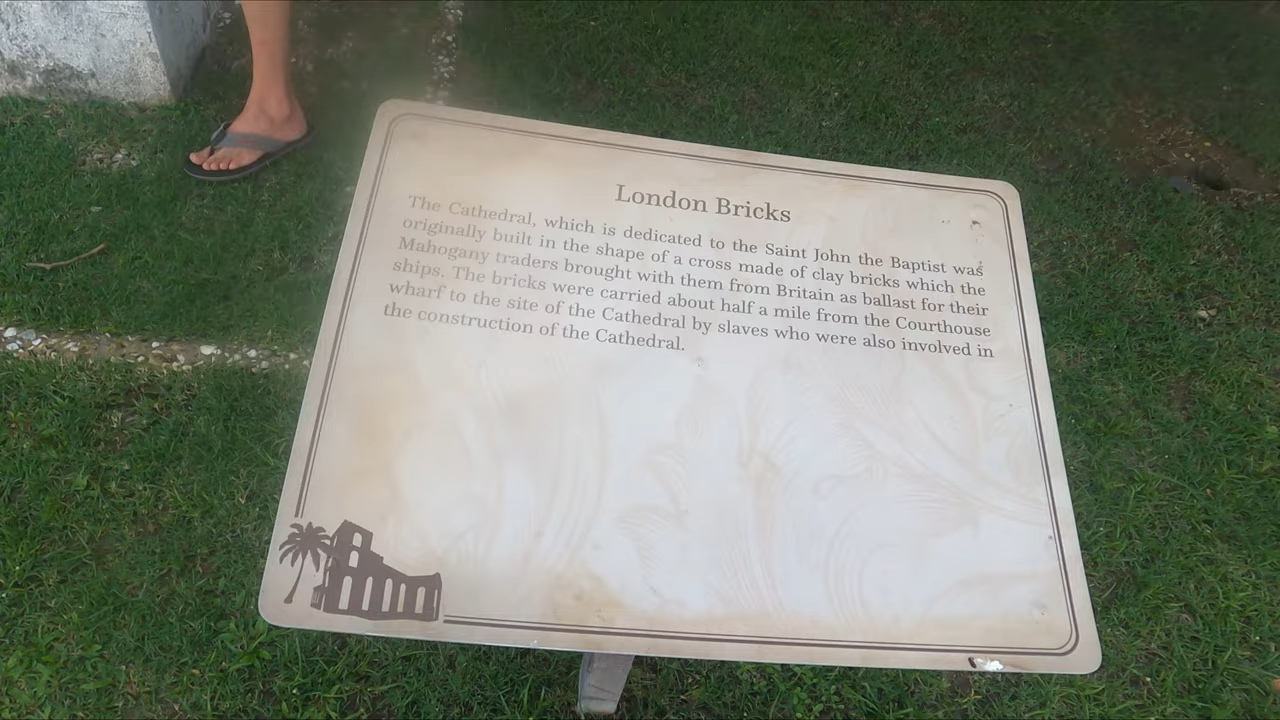 London Bricks
The Cathedral, which is dedicated to the Saint John the Baptist was
originally built in the shape of a cross made of clay bricks which the
Mahogany traders brought with them from Britain as ballast for their
ships. The bricks were carried about half a mile from the Courthouse
wharf to the site of the Cathedral by slaves who were also involved in
the construction of the Cathedral.